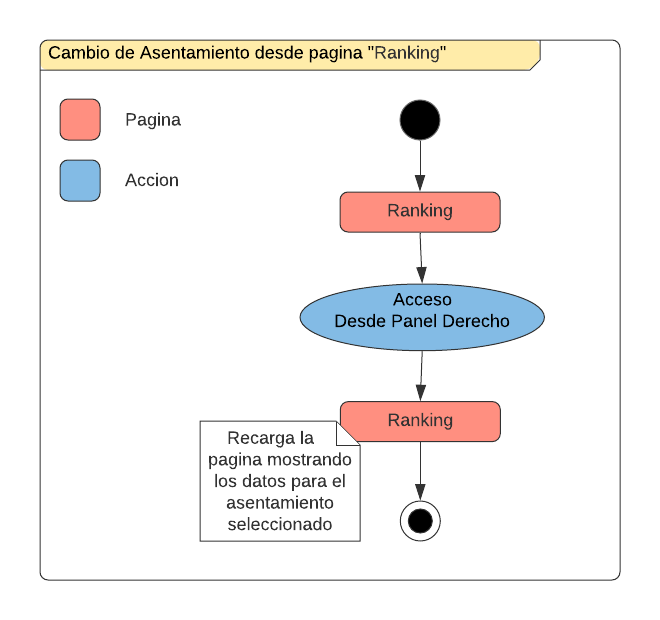 Cambio de Asentamiento desde pagina "Ranking"
Pagina
Accion
Ranking
Acceso
Desde Panel Derecho
Ranking
Recarga la
pagina mostrando
los datos para el
asentamiento
seleccionado